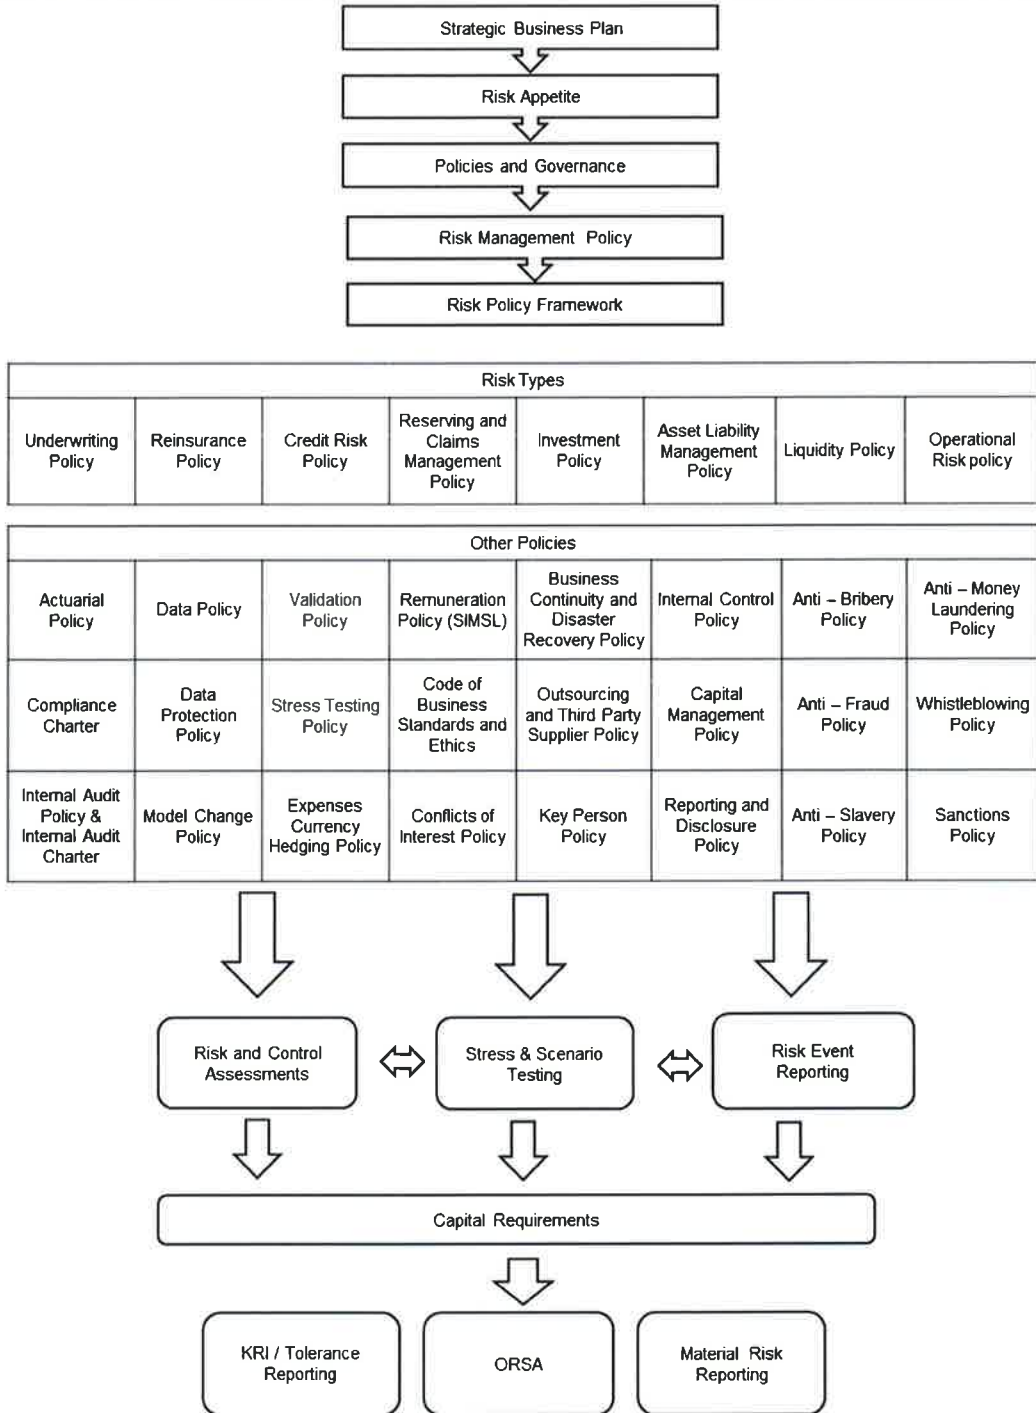 Strategic Business Plan
Risk Appetite
Policies and Governance
Risk Management Policy
Risk Policy Framework
Risk Types
Underwriting
Policy
Reinsurance
Policy
Credit Risk
Policy
Reserving and
Claims
Management
Policy
Investment
Policy
Asset Liability
Management
Policy
Liquidity Policy
Operational
Risk policy
Other Policies
Actuarial
Policy
Data Policy
Validation
Policy
Remuneration
Policy (SIMSL)
Business
Continuity and
Disaster
Recovery Policy
Internal Control
Policy
Anti – Bribery
Policy
Anti – Money
Laundering
Policy
Compliance
Charter
Data
Protection
Policy
Stress Testing
Policy
Code of
Business
Standards and
Ethics
Outsourcing
and Third Party
Supplier Policy
Capital
Management
Policy
Anti – Fraud
Policy
Whistleblowing
Policy
Internal Audit
Policy &
Internal Audit
Charter
Model Change
Policy
Expenses
Currency
Hedging Policy
Conflicts of
Interest Policy
Key Person
Policy
Reporting and
Disclosure
Policy
Anti – Slavery
Policy
Sanctions
Policy
Risk and Control
Assessments
Stress & Scenario
Testing
Risk Event
Reporting
Capital Requirements
KRI / Tolerance
Reporting
ORSA
Material Risk
Reporting